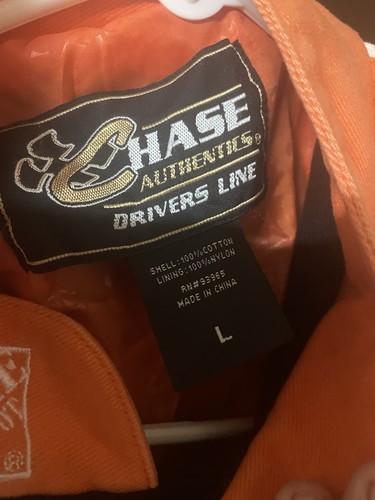 CHASE
AUTHENTICS®
DRIVERS LINE
SHELL:100%COTTON
LINING:100%NYLON
RN#93965
MADE IN CHINA
L
®